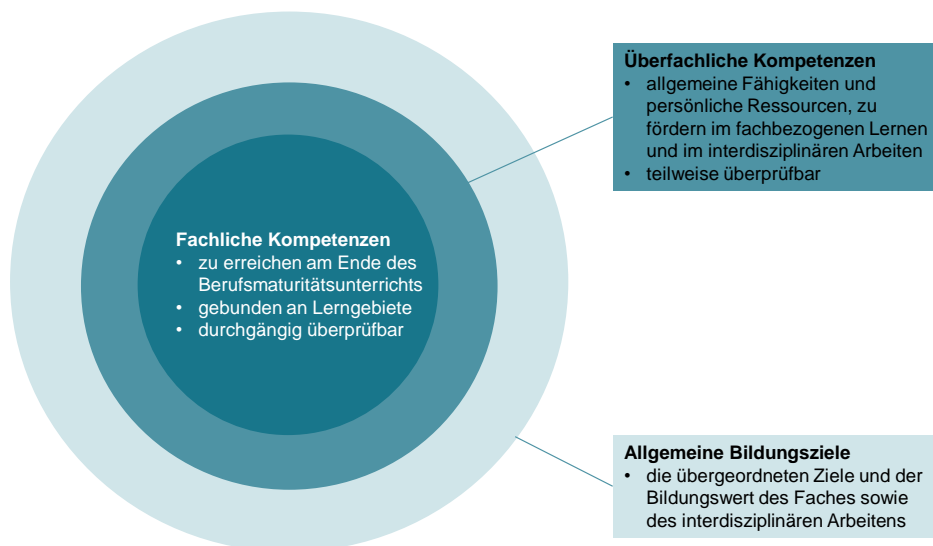 Überfachliche Kompetenzen
• allgemeine Fähigkeiten und
persönliche Ressourcen, zu
fördern im fachbezogenen Lernen
und im interdisziplinären Arbeiten
• teilweise überprüfbar
Fachliche Kompetenzen
• zu erreichen am Ende des
Berufsmaturitätsunterrichts
• gebunden an Lerngebiete
• durchgängig überprüfbar
Allgemeine Bildungsziele
• die übergeordneten Ziele und der
Bildungswert des Faches sowie
des interdisziplinären Arbeitens